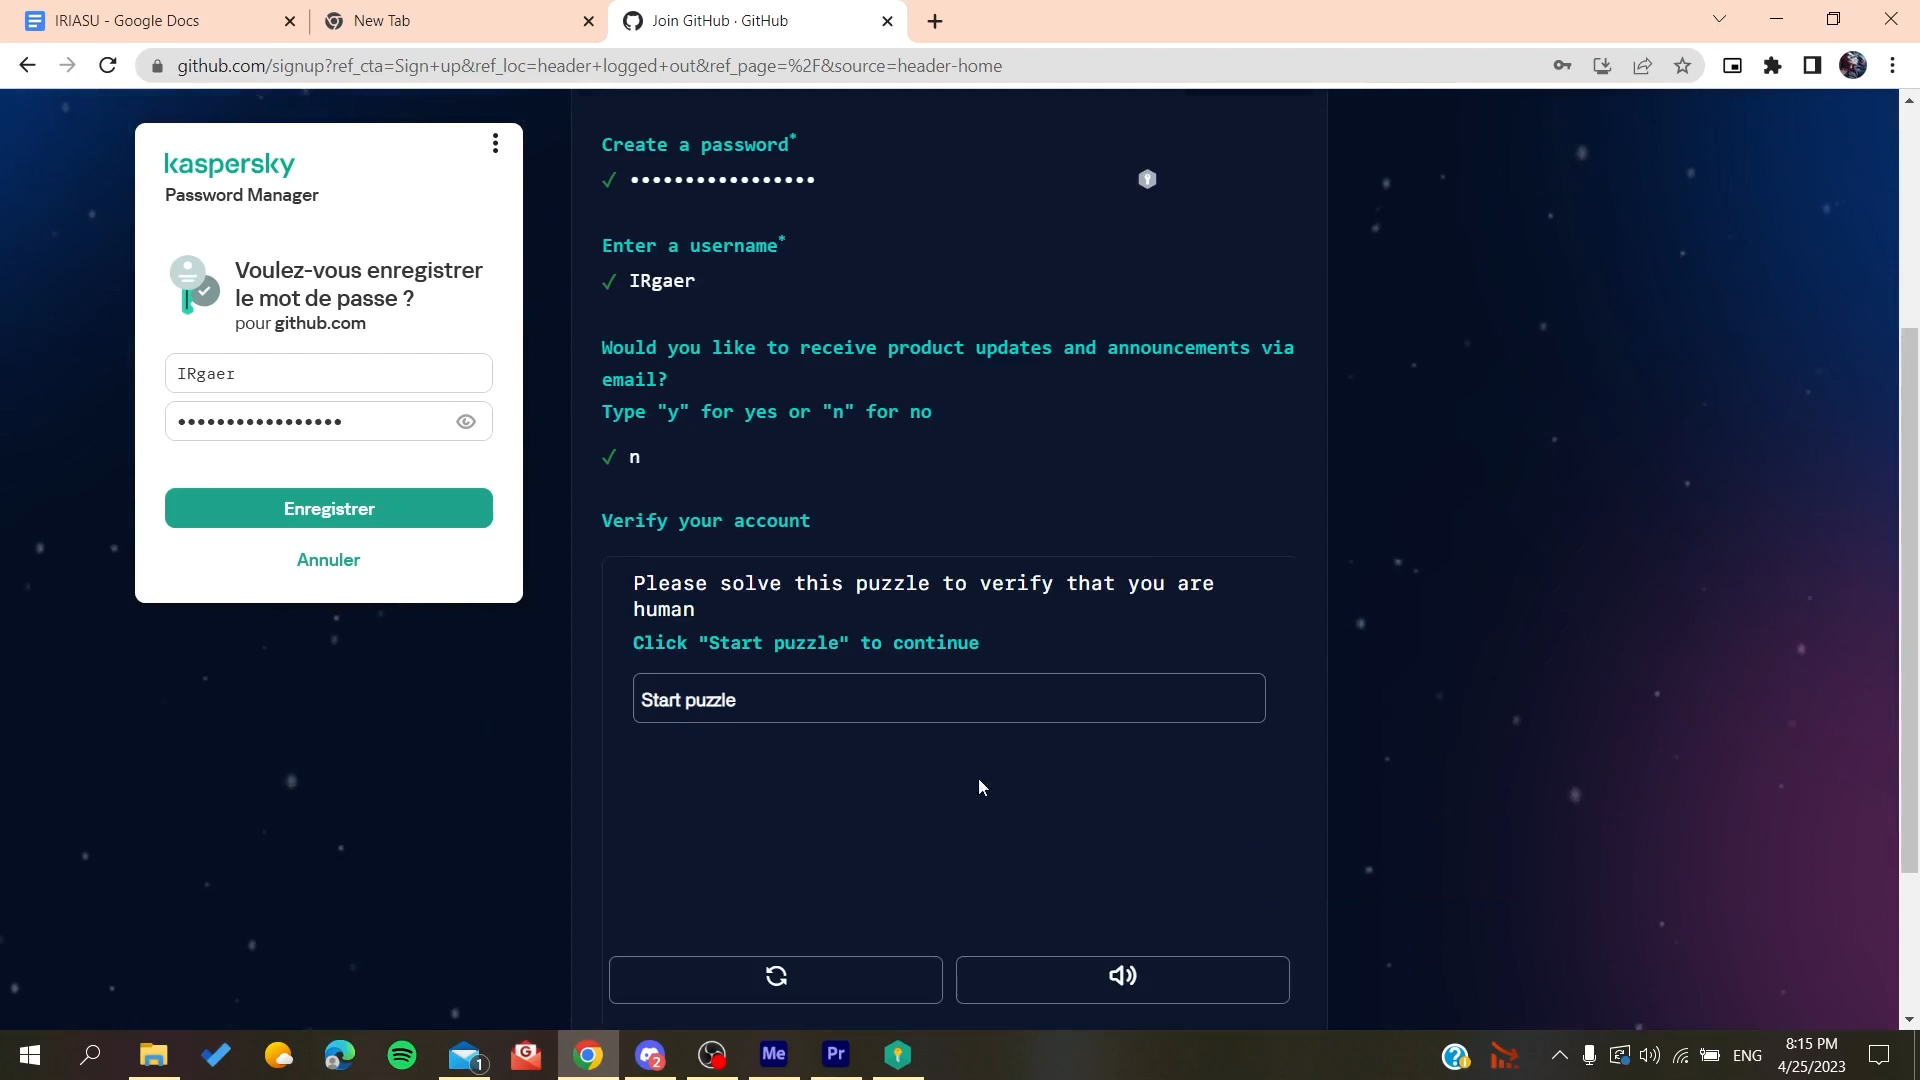 IRIASU - Google Docs
New Tab
Join GitHub · GitHub
github.com/signup?ref_cta=Sign+up&ref_loc=header+logged+out&ref_page=%2F&source=header-home
kaspersky
Password Manager
Voulez-vous enregistrer
le mot de passe ?
pour github.com
IRgaer
•••••••••••••••••
Enregistrer
Annuler
Create a password*
✓ •••••••••••••••••
Enter a username*
✓ IRgaer
Would you like to receive product updates and announcements via
email?
Type "y" for yes or "n" for no
✓ n
Verify your account
Please solve this puzzle to verify that you are
human
Click "Start puzzle" to continue
Start puzzle
1
G
2
Me
Pr
ENG
8:15 PM
4/25/2023